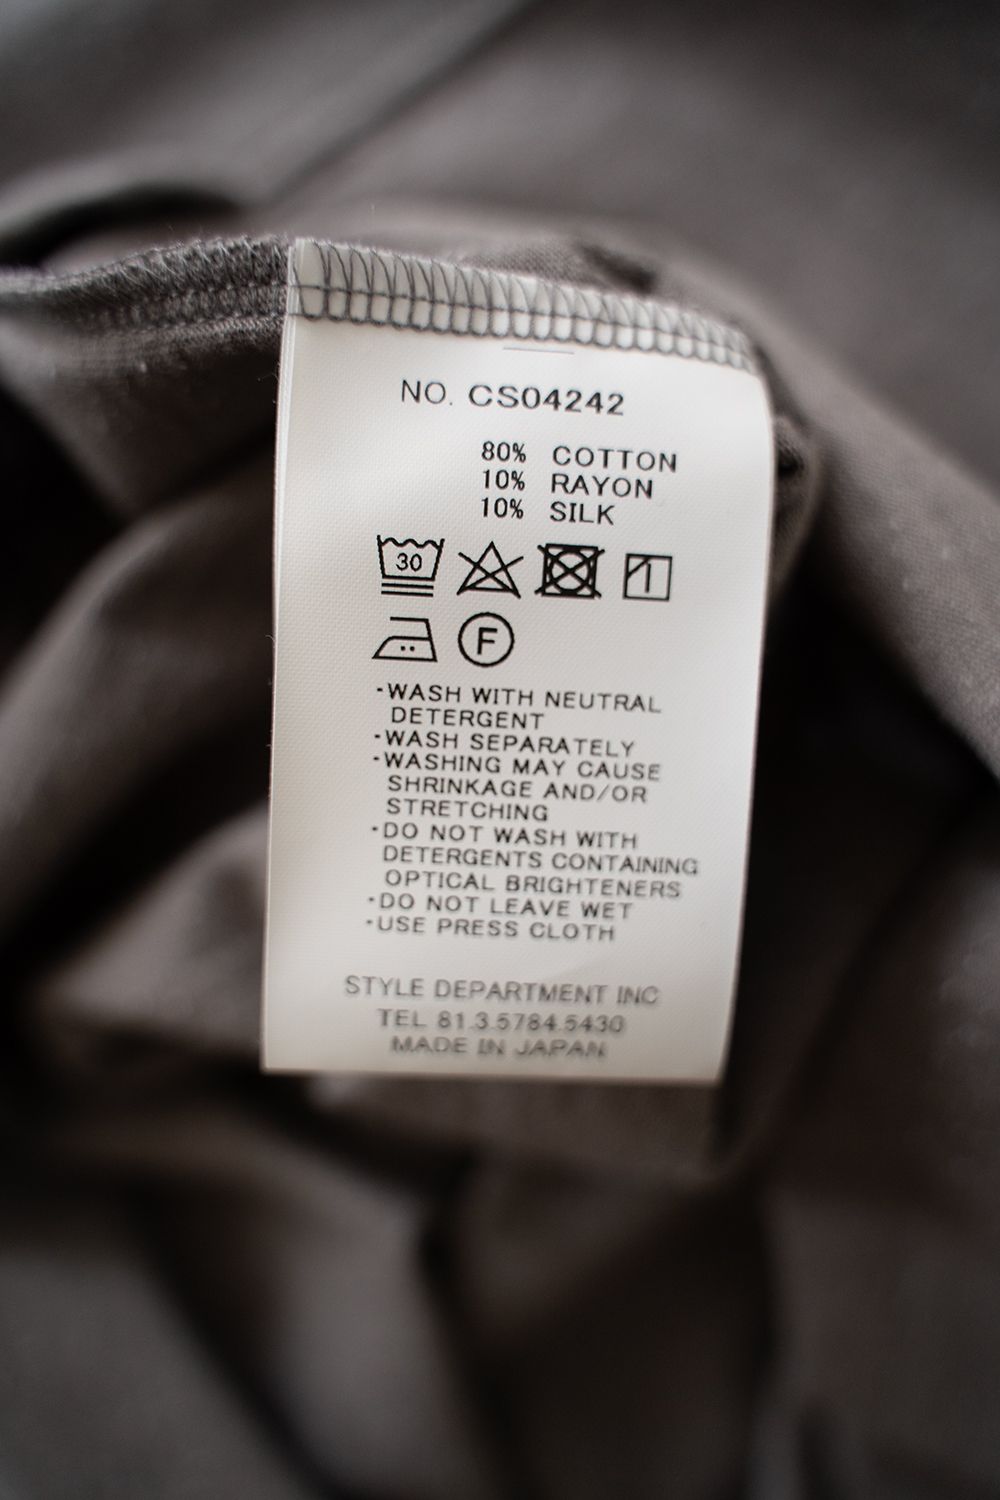 NO. CS04242
80% COTTON
10% RAYON
10% SILK
30
F
-WASH WITH NEUTRAL
DETERGENT
-WASH SEPARATELY
-WASHING MAY CAUSE
SHRINKAGE AND/OR
STRETCHING
-DO NOT WASH WITH
DETERGENTS CONTAINING
OPTICAL BRIGHTENERS
-DO NOT LEAVE WET
-USE PRESS CLOTH
STYLE DEPARTMENT INC
TEL 81.3.5784.5430
MADE IN JAPAN